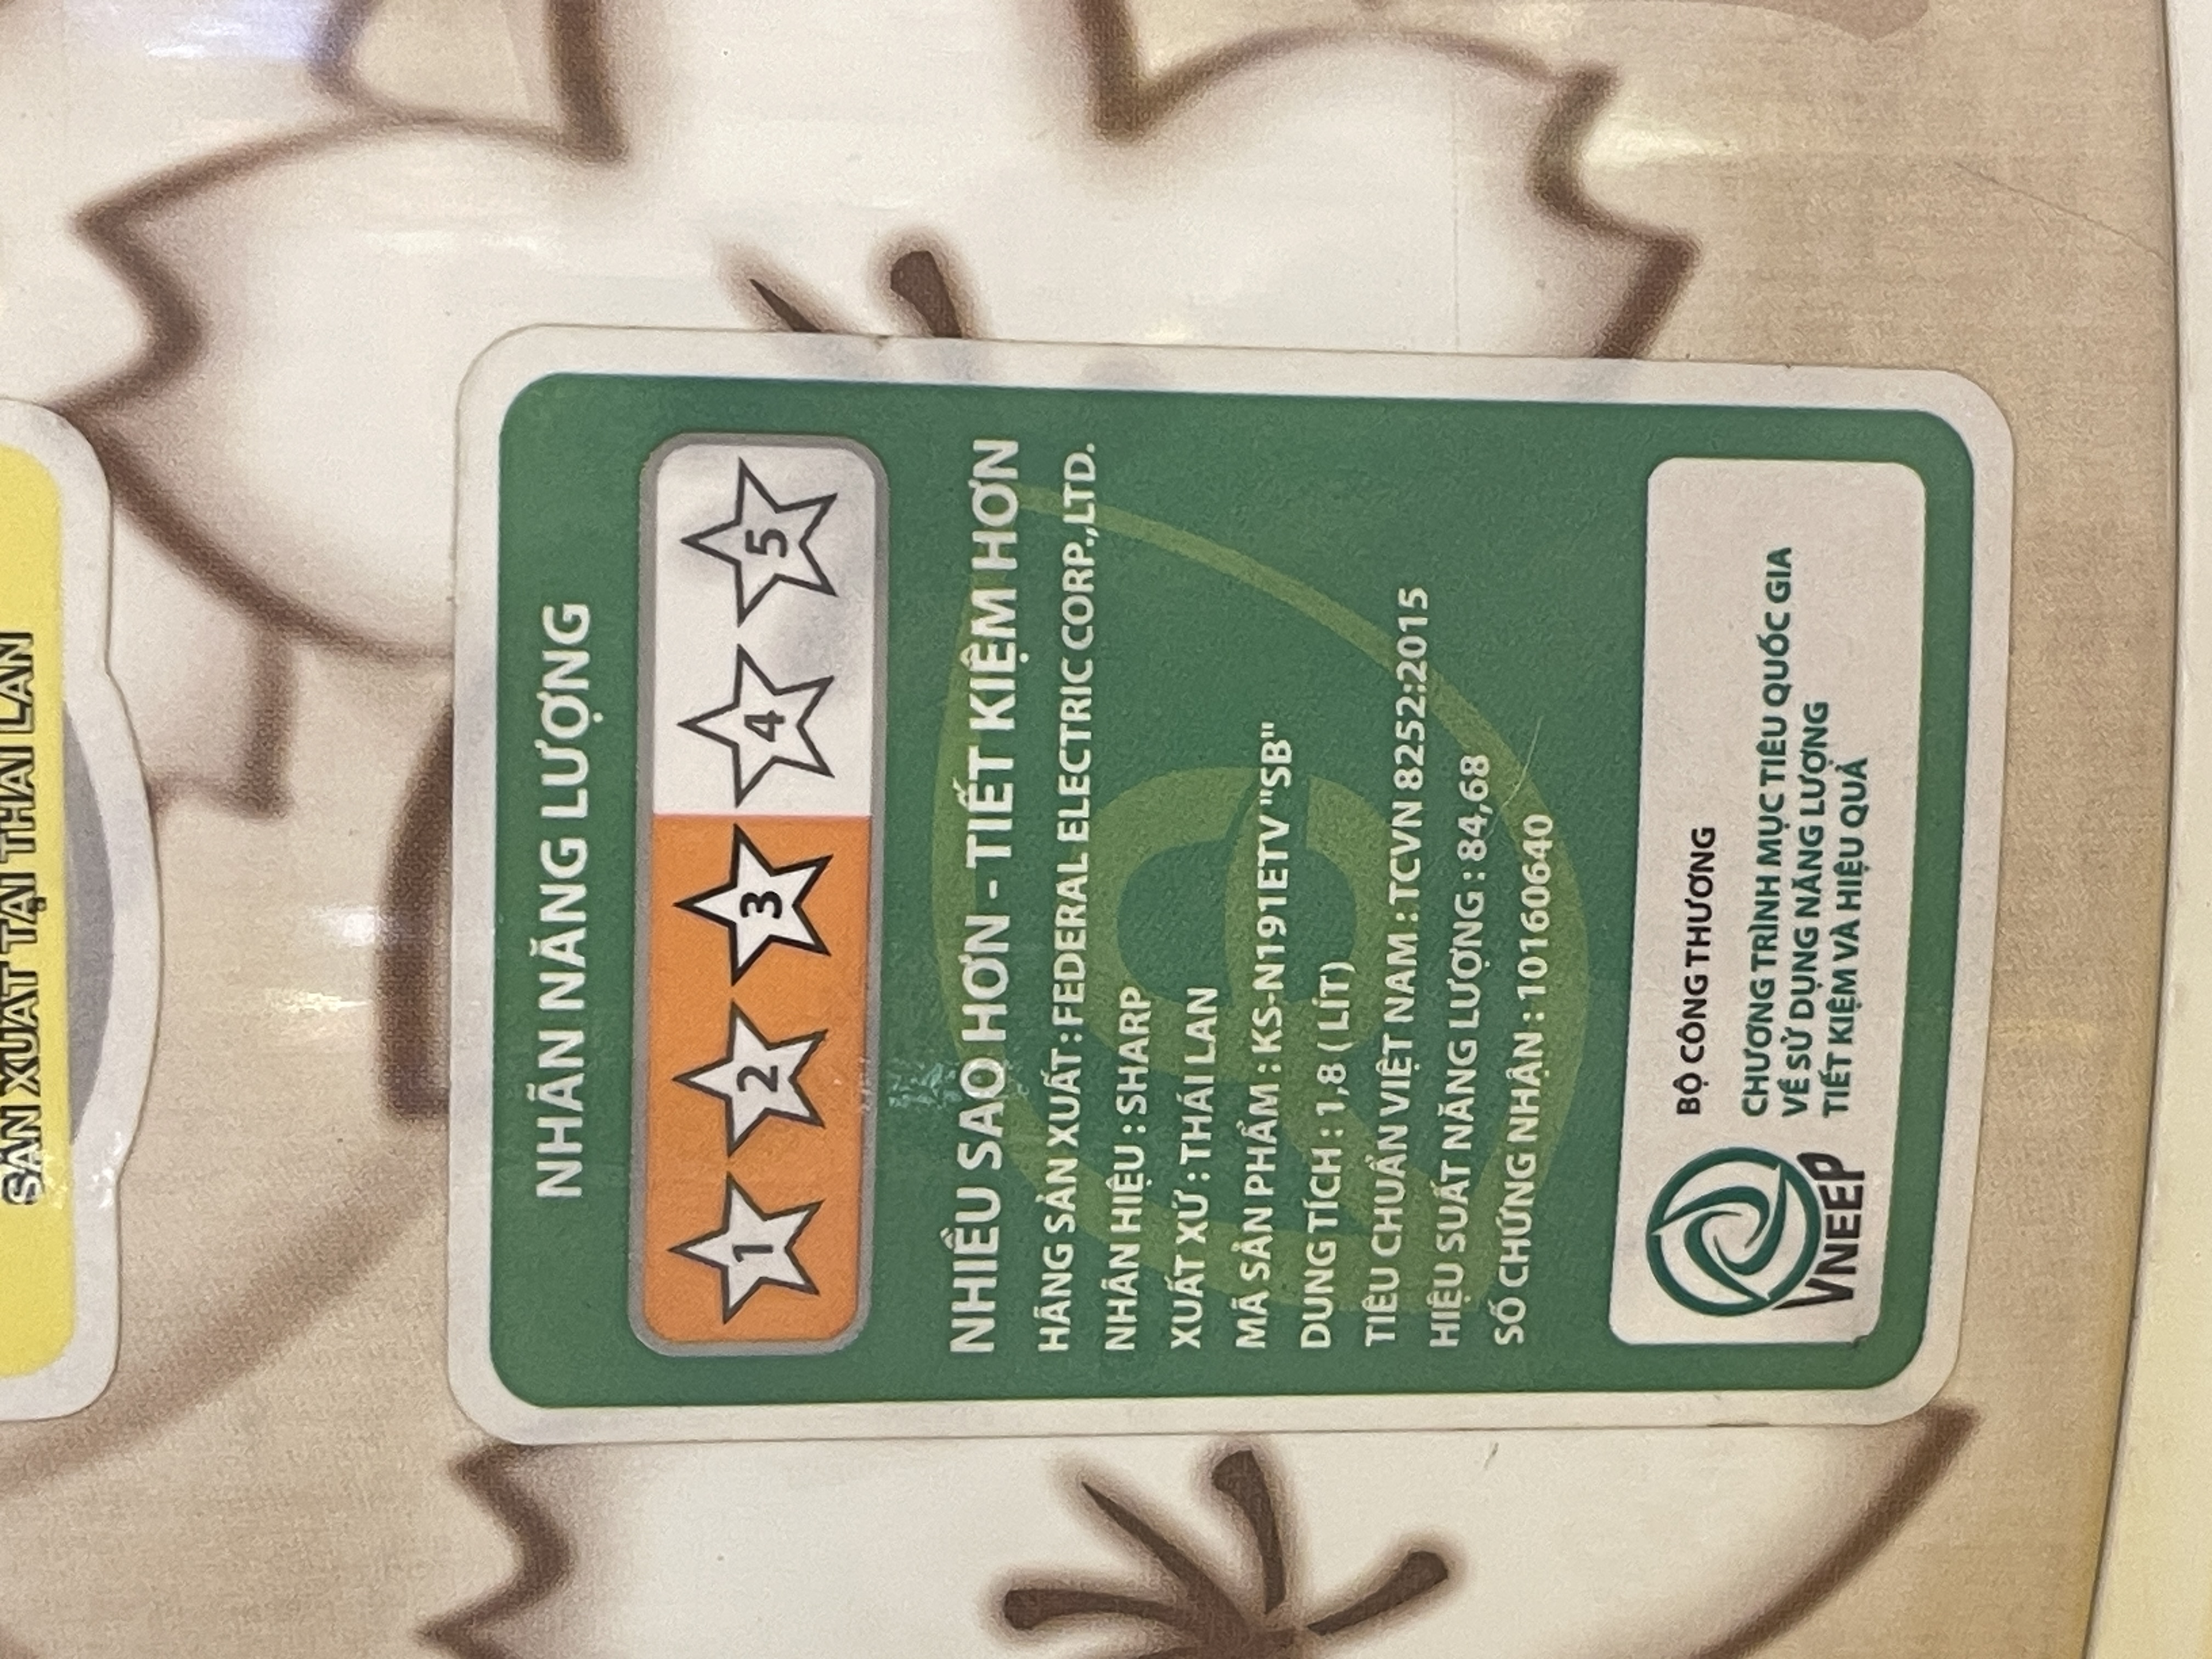 SẢN XUẤT TẠI THÁI LAN
NHÃN NĂNG LƯỢNG
1 2 3 4 5
NHIỀU SAO HƠN - TIẾT KIỆM HƠN
HÃNG SẢN XUẤT : FEDERAL ELECTRIC CORP.,LTD.
NHÃN HIỆU : SHARP
XUẤT XỨ : THÁI LAN
MÃ SẢN PHẨM : KS-N191ETV "SB"
DUNG TÍCH : 1,8 ( LÍT)
TIÊU CHUẨN VIỆT NAM : TCVN 8252:2015
HIỆU SUẤT NĂNG LƯỢNG : 84,68
SỐ CHỨNG NHẬN : 10160640
BỘ CÔNG THƯƠNG
CHƯƠNG TRÌNH MỤC TIÊU QUỐC GIA
VỀ SỬ DỤNG NĂNG LƯỢNG
TIẾT KIỆM VÀ HIỆU QUẢ
VNEEP